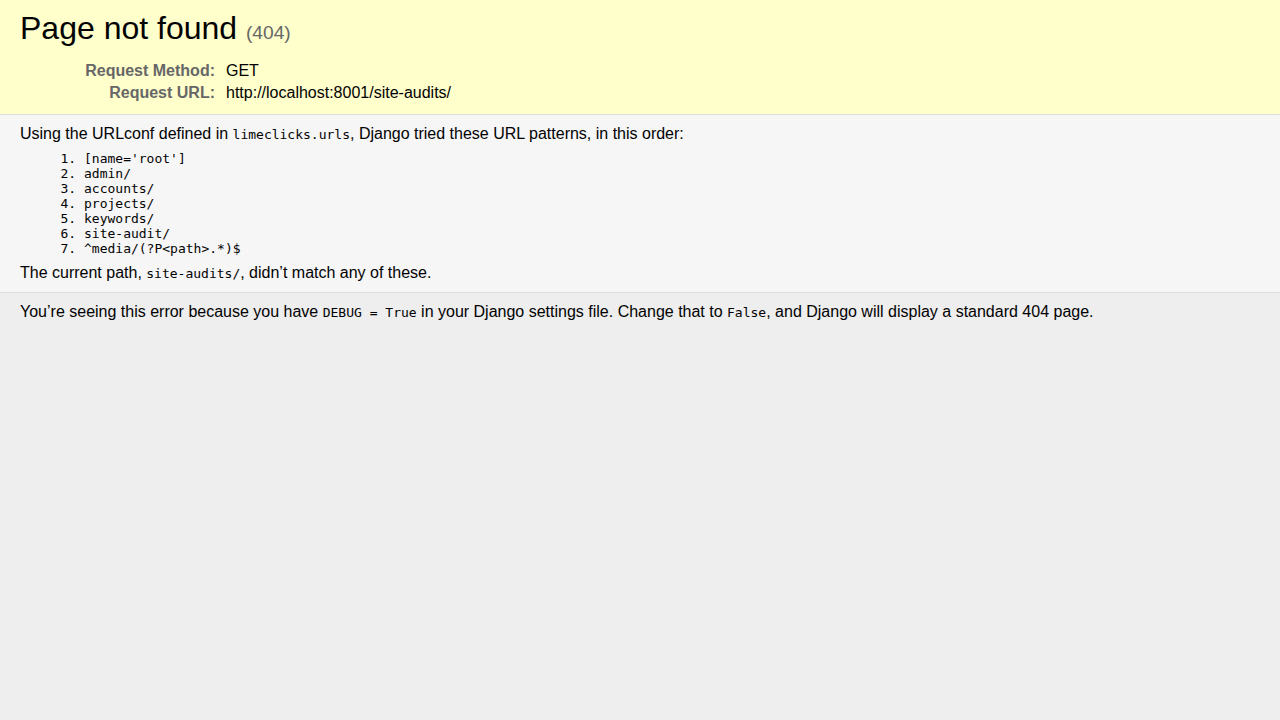 Page not found (404)
Request Method: GET
Request URL: http://localhost:8001/site-audits/
Using the URLconf defined in limeclicks.urls, Django tried these URL patterns, in this order:
1. [name='root']
2. admin/
3. accounts/
4. projects/
5. keywords/
6. site-audit/
7. ^media/(?P<path>.*)$
The current path, site-audits/, didn’t match any of these.
You’re seeing this error because you have DEBUG = True in your Django settings file. Change that to False, and Django will display a standard 404 page.